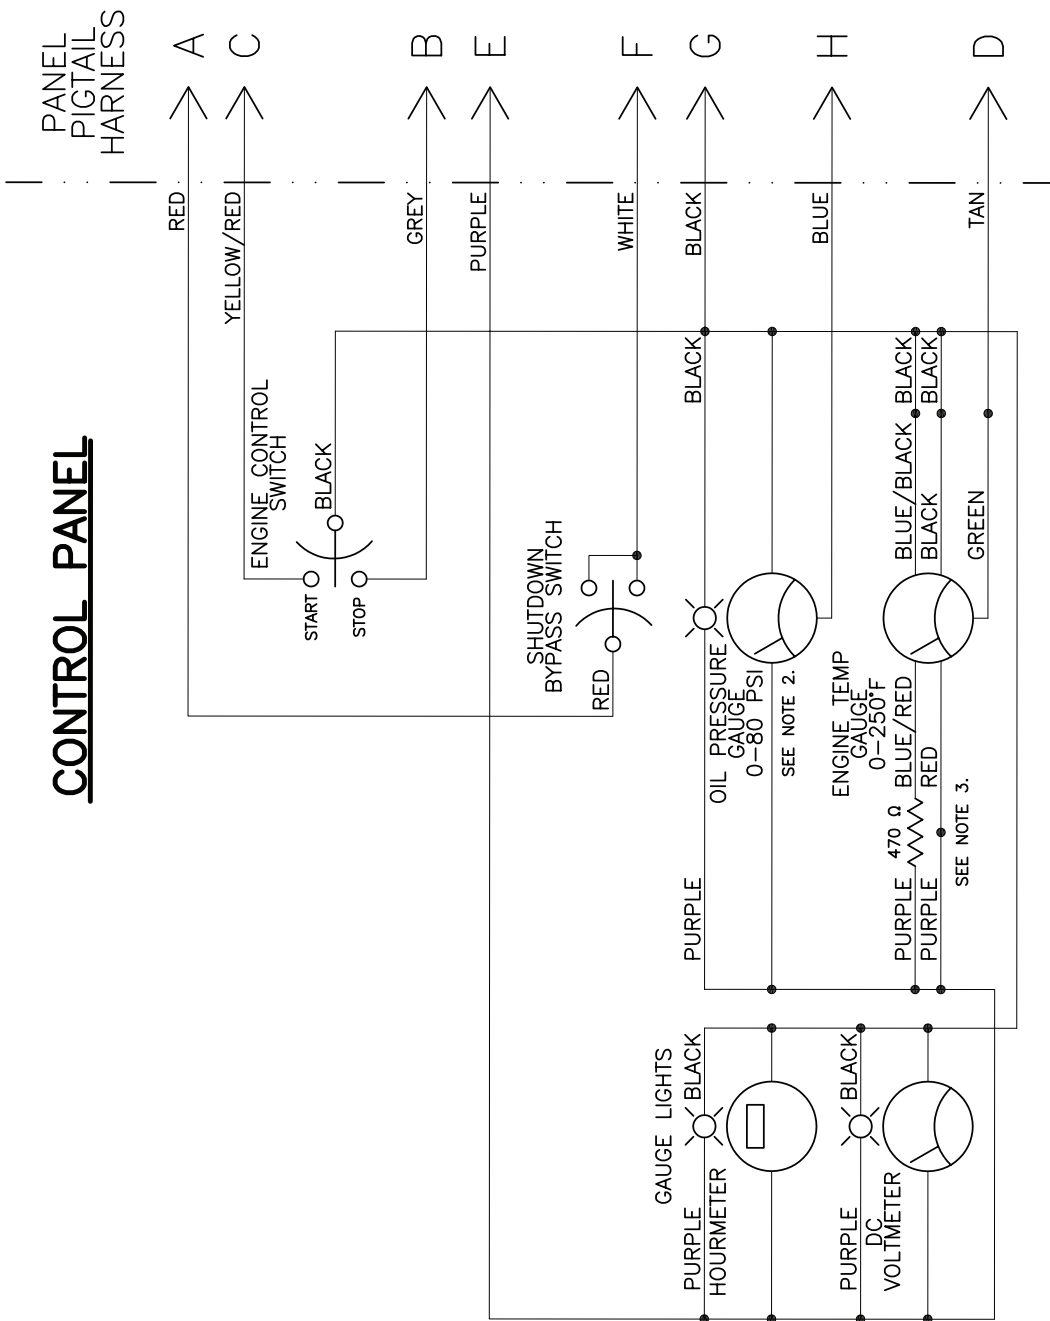 PANEL
PIGTAIL
HARNESS
A
C
B
E
F
G
H
D
RED
YELLOW/RED
GREY
PURPLE
WHITE
BLACK
BLUE
TAN
CONTROL PANEL
ENGINE CONTROL
SWITCH
BLACK
START
STOP
SHUTDOWN
BYPASS SWITCH
RED
BLACK
BLACK
BLACK
BLUE/BLACK
BLACK
GREEN
OIL PRESSURE
GAUGE
0-80 PSI
SEE NOTE 2.
ENGINE TEMP
GAUGE
0-250°F
BLUE/RED
RED
470 Ω
SEE NOTE 3.
PURPLE
PURPLE
PURPLE
GAUGE LIGHTS
BLACK
BLACK
PURPLE
HOURMETER
PURPLE
DC
VOLTMETER